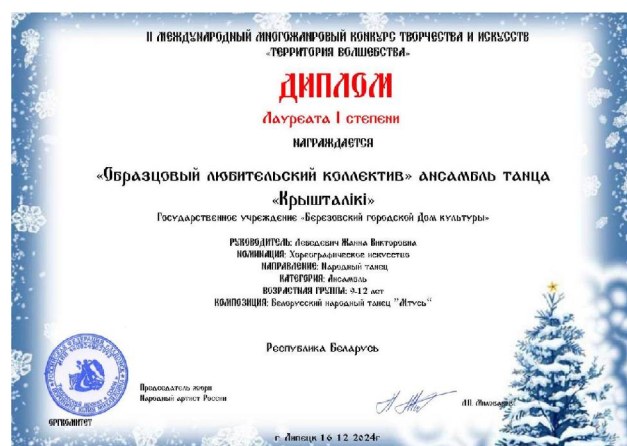 II МЕЖДУНАРОДНЫЙ МНОГОЖАНРОВЫЙ КОНКУРС ТВОРЧЕСТВА И ИСКУССТВ
«ТЕРРИТОРИЯ ВОЛШЕБСТВА»
ДИПЛОМ
Лауреата I степени
НАГРАЖДАЕТСЯ
«Образцовый любительский коллектив» ансамбль танца
«Крышталікі»
Государственное учреждение «Березовский городской Дом культуры»
РУКОВОДИТЕЛЬ: Лебедевич Жанна Викторовна
НОМИНАЦИЯ: Хореографическое искусство
НАПРАВЛЕНИЕ: Народный танец
КАТЕГОРИЯ: Ансамбль
ВОЗРАСТНАЯ ГРУППА: 9-12 лет
КОМПОЗИЦИЯ: Белорусский народный танец
Республика Беларусь
Председатель жюри
Народный артист России
ОРГКОМИТЕТ
г. Липецк 16.12.2024г